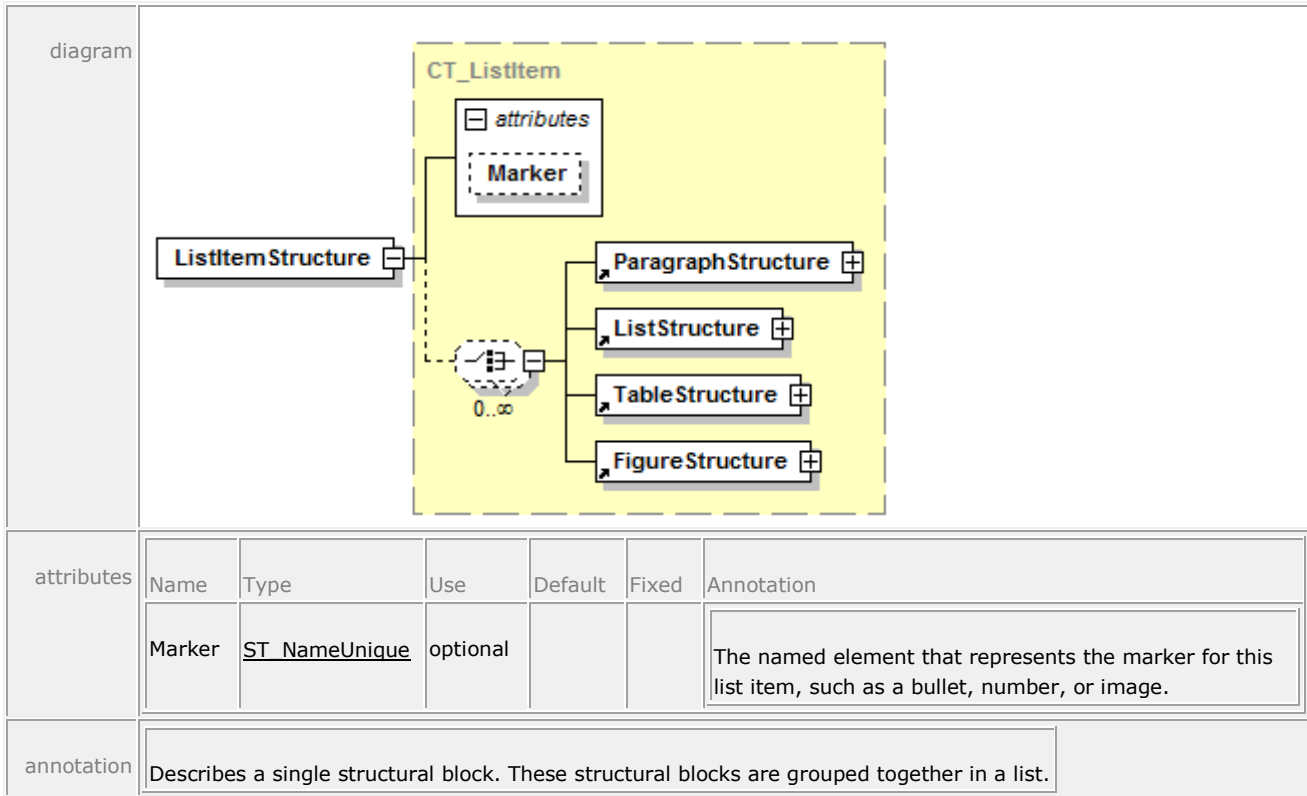 diagram
CT_ListItem
attributes
Marker
ListItemStructure
ParagraphStructure
ListStructure
TableStructure
FigureStructure
0..∞
attributes
Name Type Use Default Fixed Annotation
Marker ST_NameUnique optional
The named element that represents the marker for this
list item, such as a bullet, number, or image.
annotation
Describes a single structural block. These structural blocks are grouped together in a list.